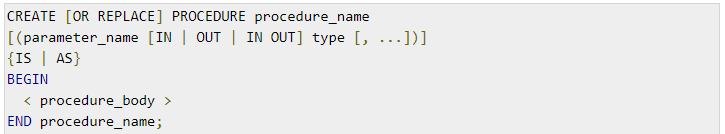 CREATE [OR REPLACE] PROCEDURE procedure_name
[(parameter_name [IN | OUT | IN OUT] type [, ...])]
{IS | AS}
BEGIN
  < procedure_body >
END procedure_name;